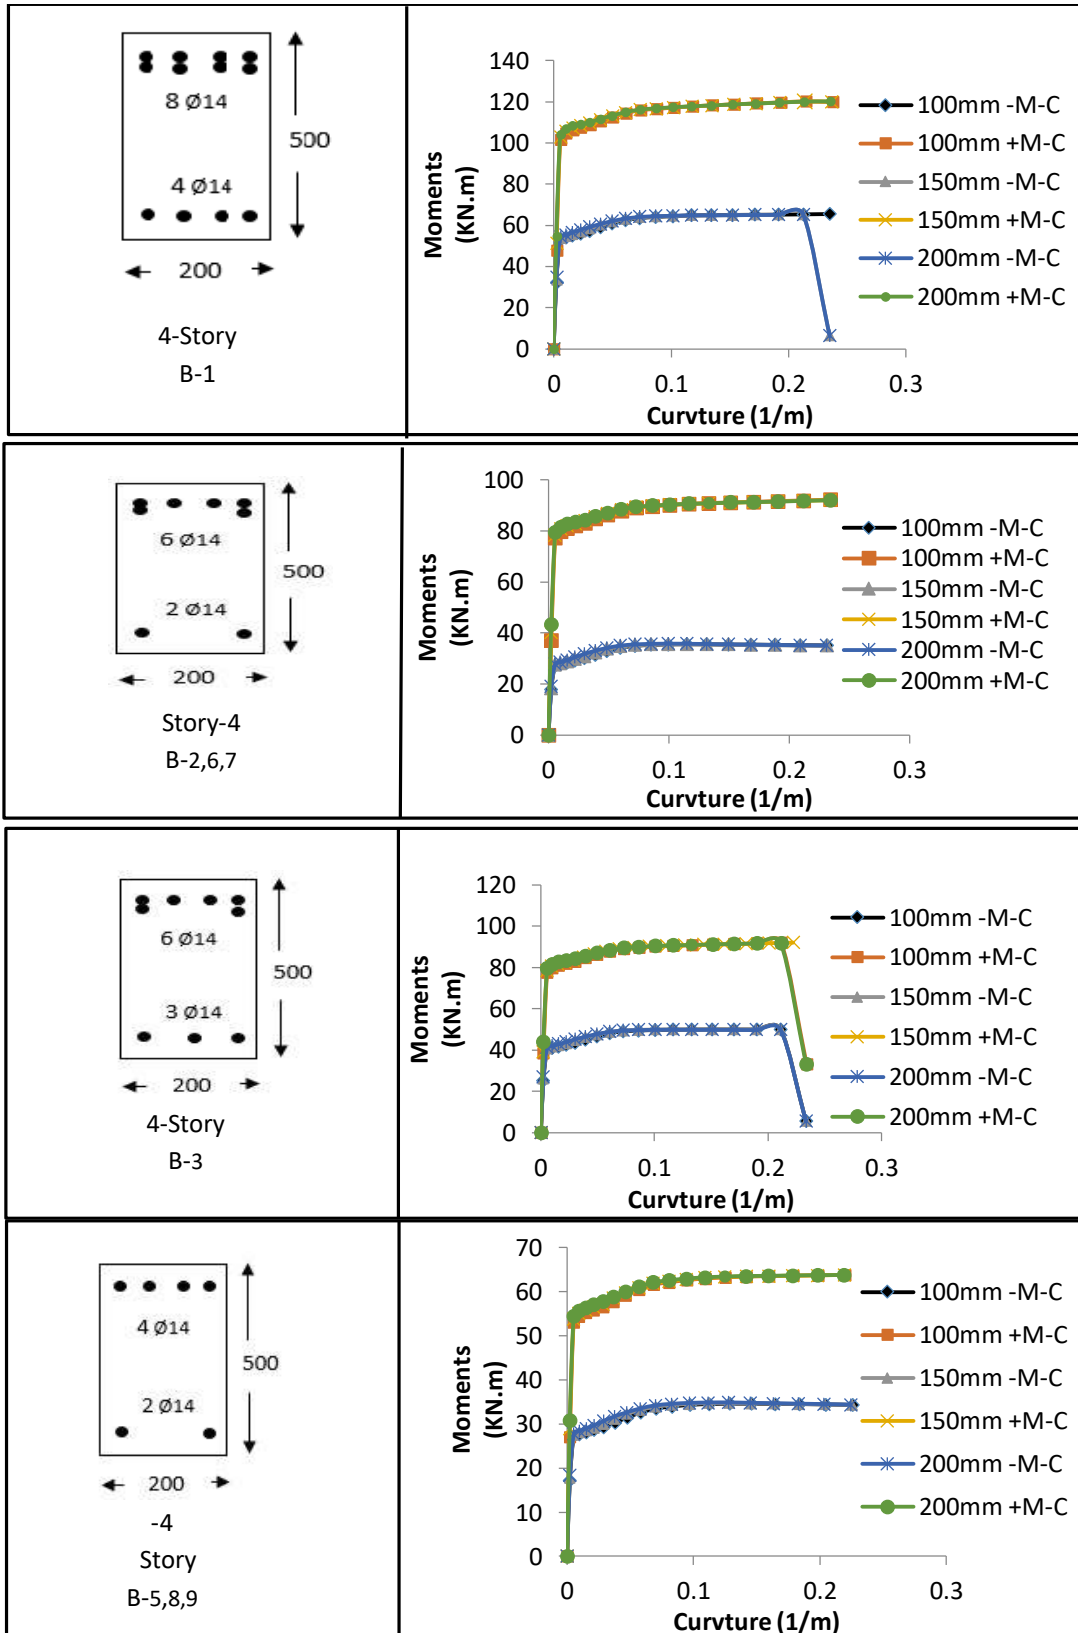 8 Ø14
500
4 Ø14
200
4-Story
B-1
Moments
(KN.m)
140
120
100
80
60
40
20
0
0 0.1 0.2 0.3
Curvture (1/m)
100mm -M-C
100mm +M-C
150mm -M-C
150mm +M-C
200mm -M-C
200mm +M-C
6 Ø14
500
2 Ø14
200
Story-4
B-2,6,7
Moments
(KN.m)
100
80
60
40
20
0
0 0.1 0.2 0.3
Curvture (1/m)
100mm -M-C
100mm +M-C
150mm -M-C
150mm +M-C
200mm -M-C
200mm +M-C
6 Ø14
500
3 Ø14
200
4-Story
B-3
Moments
(KN.m)
120
100
80
60
40
20
0
0 0.1 0.2 0.3
Curvture (1/m)
100mm -M-C
100mm +M-C
150mm -M-C
150mm +M-C
200mm -M-C
200mm +M-C
4 Ø14
500
2 Ø14
200
-4
Story
B-5,8,9
Moments
(KN.m)
70
60
50
40
30
20
10
0
0 0.1 0.2 0.3
Curvture (1/m)
100mm -M-C
100mm +M-C
150mm -M-C
150mm +M-C
200mm -M-C
200mm +M-C